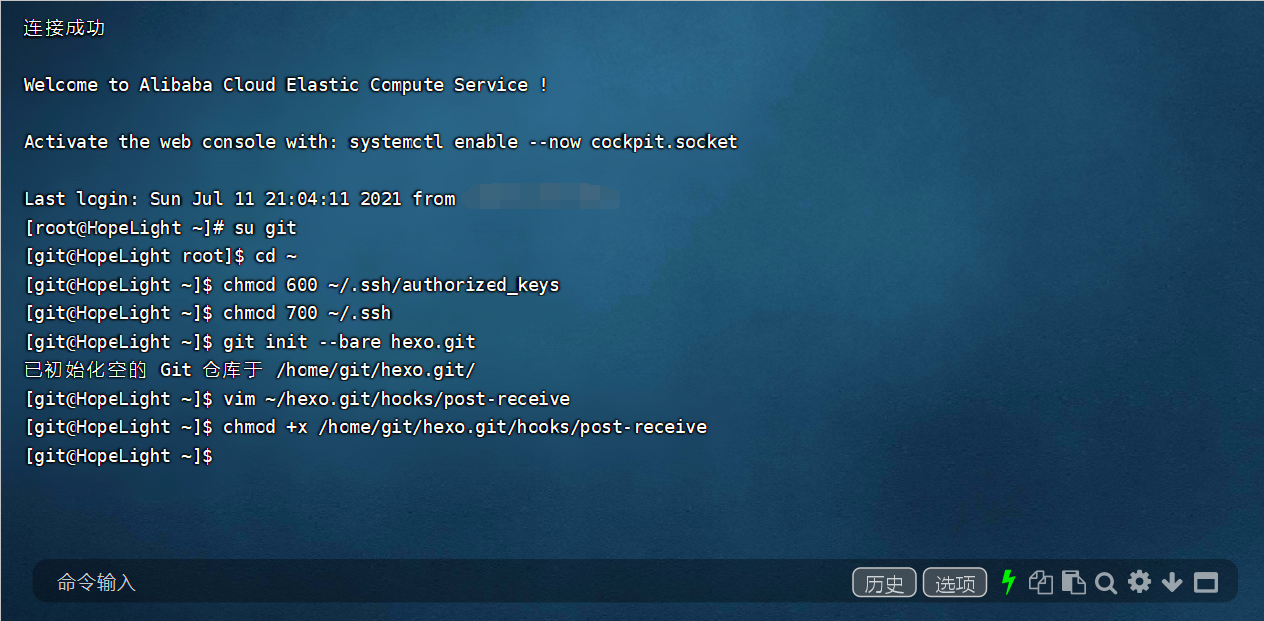 连接成功
Welcome to Alibaba Cloud Elastic Compute Service !
Activate the web console with: systemctl enable --now cockpit.socket
Last login: Sun Jul 11 21:04:11 2021 from
[root@HopeLight ~]# su git
[git@HopeLight root]$ cd ~
[git@HopeLight ~]$ chmod 600 ~/.ssh/authorized_keys
[git@HopeLight ~]$ chmod 700 ~/.ssh
[git@HopeLight ~]$ git init --bare hexo.git
已初始化空的 Git 仓库于 /home/git/hexo.git/
[git@HopeLight ~]$ vim ~/hexo.git/hooks/post-receive
[git@HopeLight ~]$ chmod +x /home/git/hexo.git/hooks/post-receive
[git@HopeLight ~]$
命令输入 历史 选项